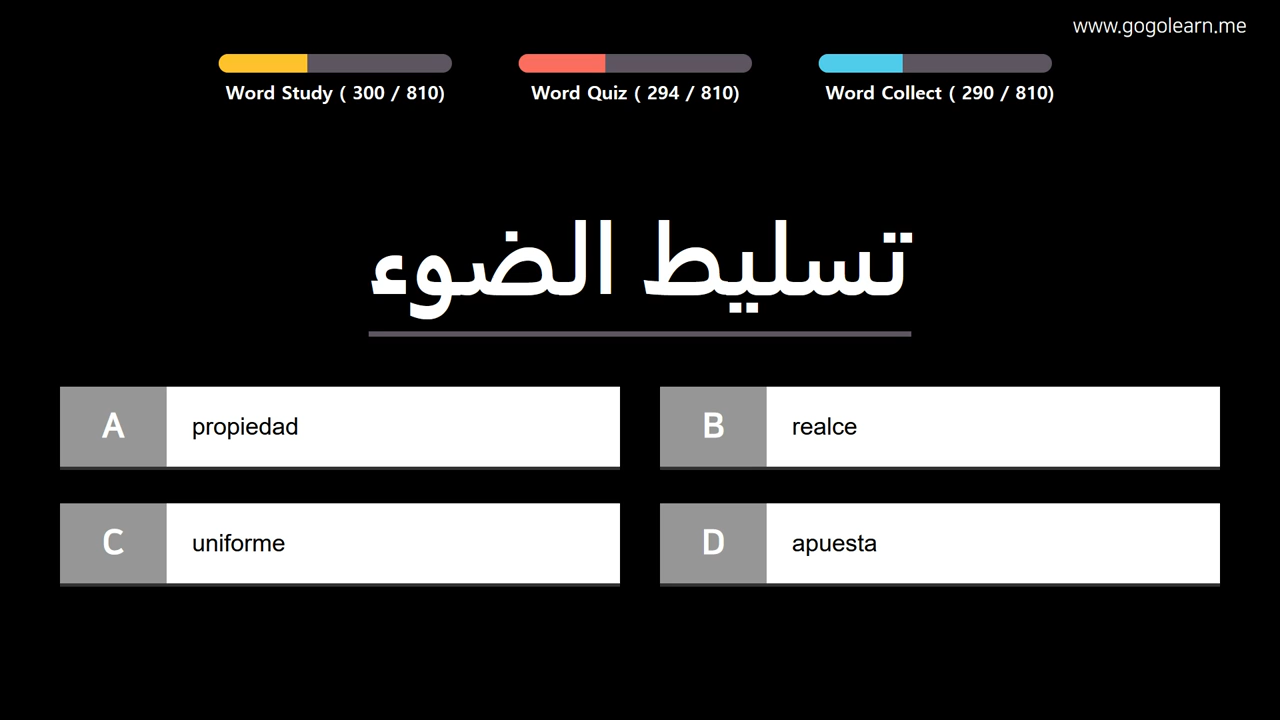 www.gogolearn.me
Word Study ( 300 / 810)
Word Quiz ( 294 / 810)
Word Collect ( 290 / 810)
تسليط الضوء
A propiedad
B realce
C uniforme
D apuesta